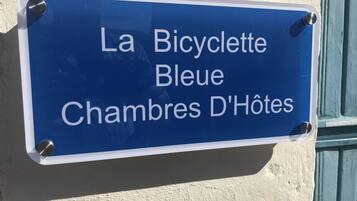 La Bicyclette
Bleue
Chambres D'Hôtes